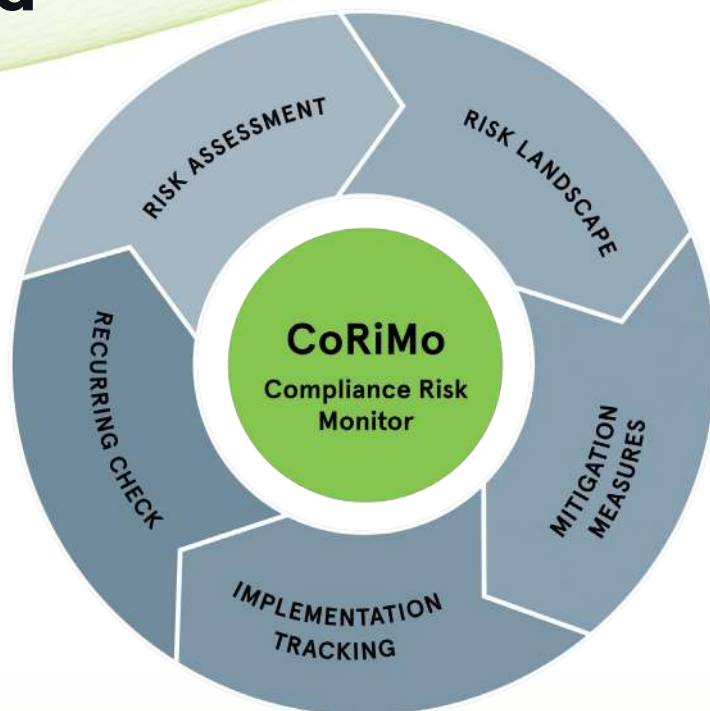 RISK ASSESSMENT
RISK LANDSCAPE
MITIGATION
MEASURES
IMPLEMENTATION
TRACKING
RECURRING CHECK
CoRiMo
Compliance Risk
Monitor